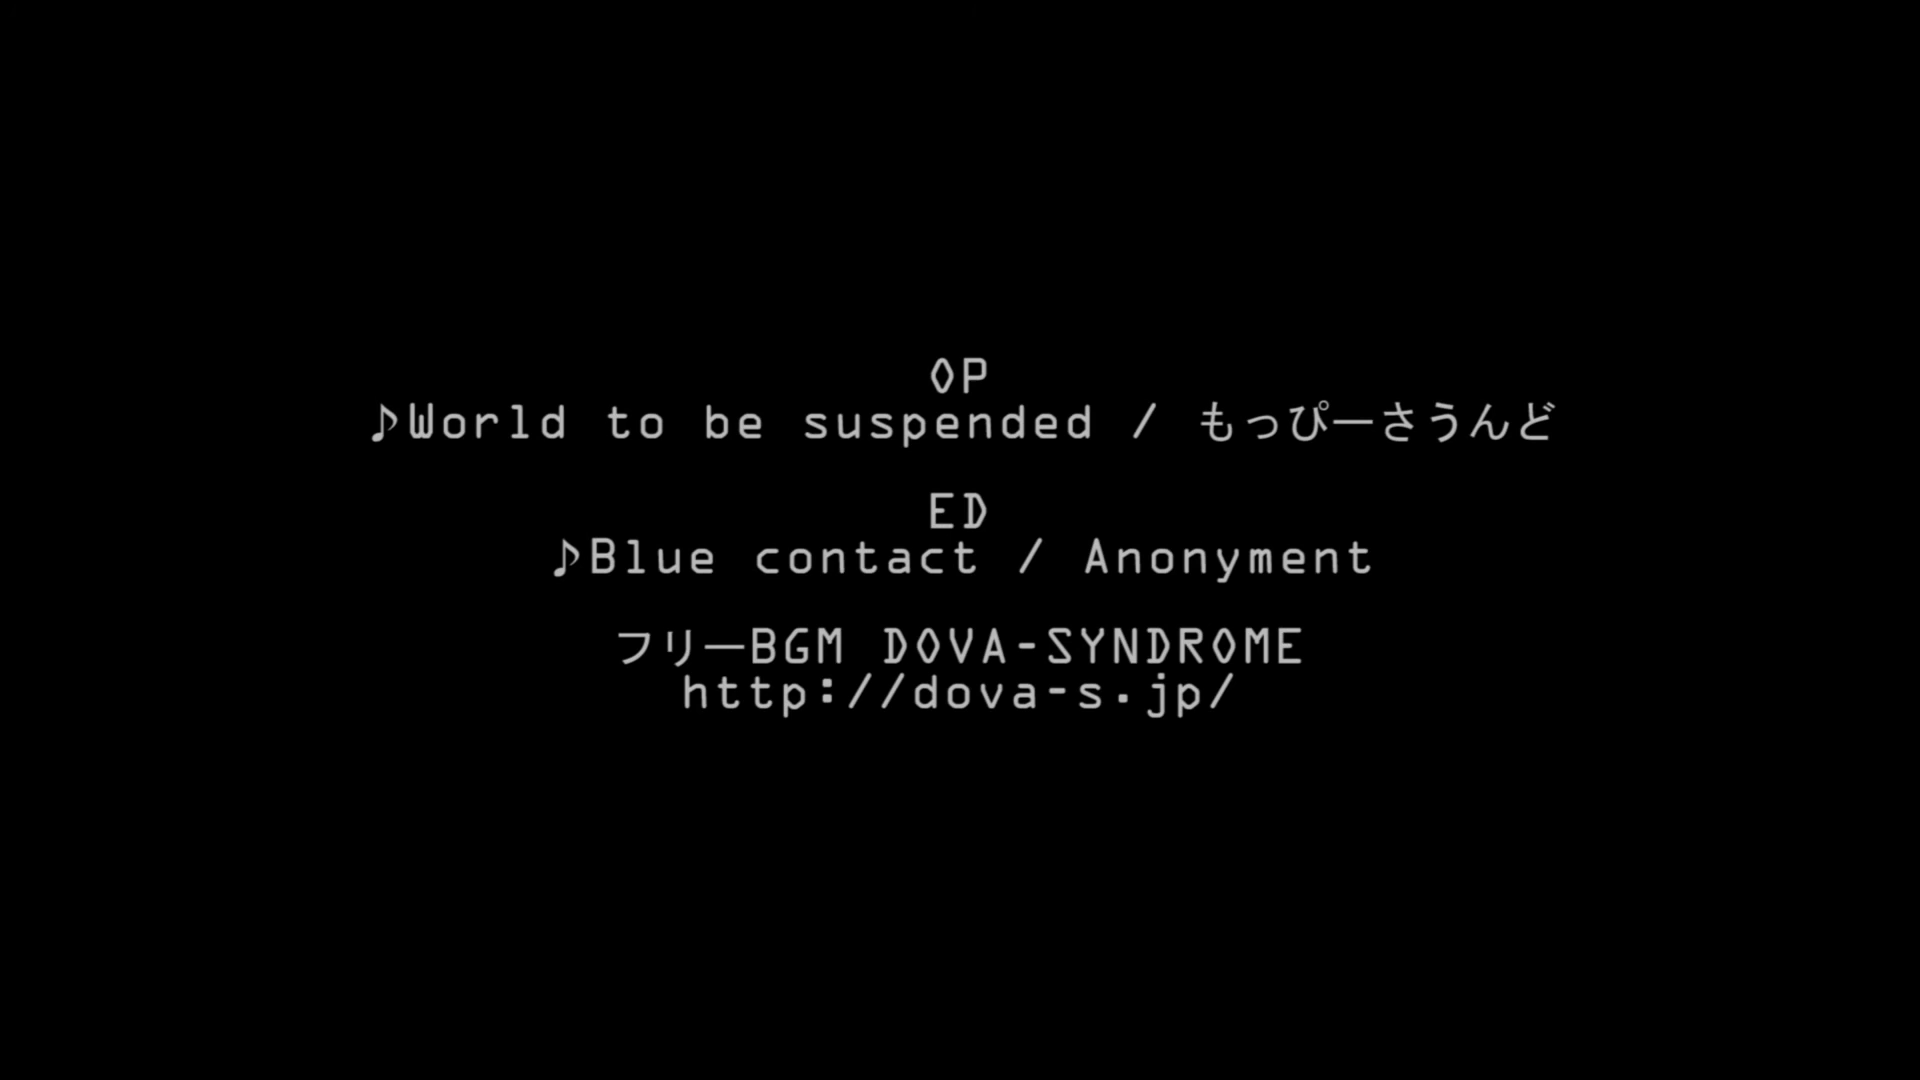 OP
♪World to be suspended / もっぴーさうんど
ED
♪Blue contact / Anonyment
フリーBGM DOVA-SYNDROME
http://dova-s.jp/